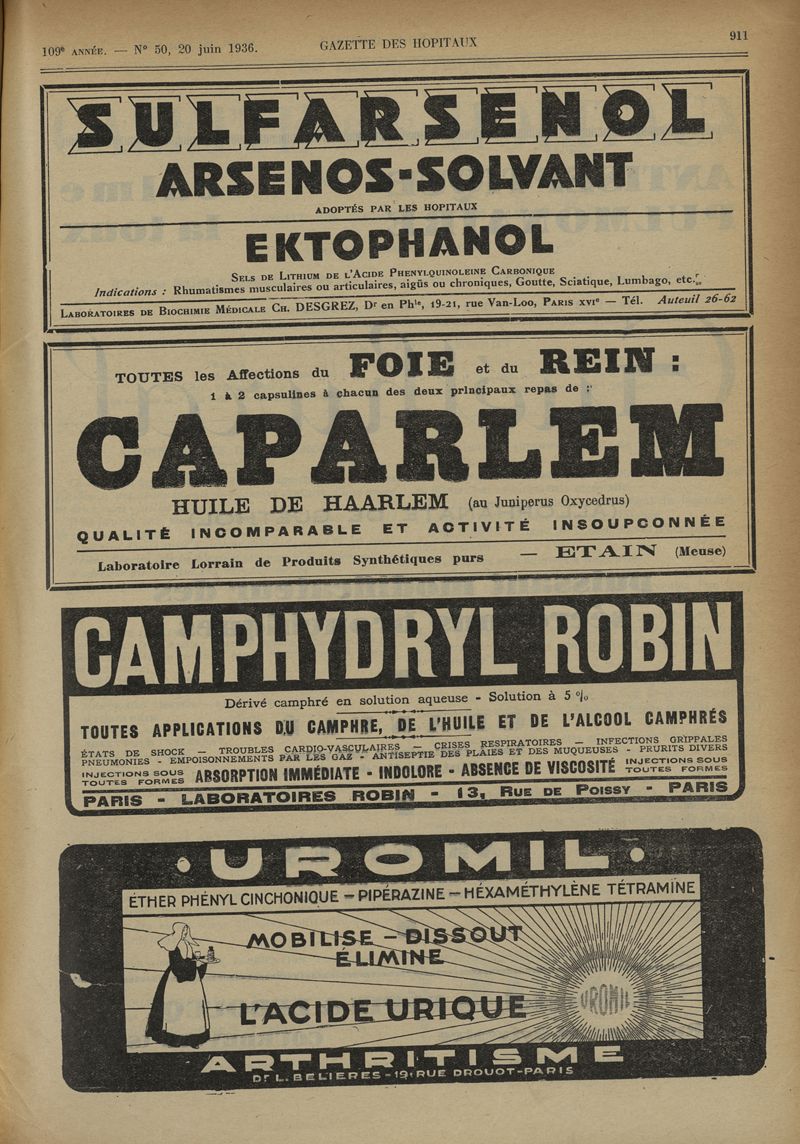 109e ANNÉE. — N° 50, 20 juin 1936. GAZETTE DES HOPITAUX 911
SULFARSENOL
ARSENOS-SOLVANT
ADOPTÉS PAR LES HOPITAUX
EKTOPHANOL
SELS DE LITHIUM DE L'ACIDE PHENYLQUINOLEINE CARBONIQUE
Indications : Rhumatismes musculaires ou articulaires, aigüs ou chroniques, Goutte, Sciatique, Lumbago, etc.
LABORATOIRES DE BIOCHIMIE MÉDICALE CH. DESGREZ, Dr en Phie, 19-21, rue Van-Loo, PARIS XVIe — Tél. Auteuil 26-62
TOUTES les Affections du FOIE et du REIN :
1 à 2 capsulines à chacun des deux principaux repas de :
CAPARLEM
HUILE DE HAARLEM (au Juniperus Oxycedrus)
QUALITÉ INCOMPARABLE ET ACTIVITÉ INSOUPCONNÉE
Laboratoire Lorrain de Produits Synthétiques purs — ETAIN (Meuse)
CAMPHYDRYL ROBIN
Dérivé camphré en solution aqueuse - Solution à 5 %
TOUTES APPLICATIONS DU CAMPHRE, DE L'HUILE ET DE L'ALCOOL CAMPHRÉS
ÉTATS DE SHOCK — TROUBLES CARDIO-VASCULAIRES — CRISES RESPIRATOIRES — INFECTIONS GRIPPALES
PNEUMONIES - EMPOISONNEMENTS PAR LES GAZ - ANTISEPTIE DES PLAIES ET DES MUQUEUSES - PRURITS DIVERS
INJECTIONS SOUS TOUTES FORMES ABSORPTION IMMÉDIATE - INDOLORE - ABSENCE DE VISCOSITÉ INJECTIONS SOUS TOUTES FORMES
PARIS - LABORATOIRES ROBIN - 13, RUE DE POISSY - PARIS
• UROMIL •
ÉTHER PHÉNYL CINCHONIQUE — PIPÉRAZINE — HÉXAMÉTHYLÈNE TÉTRAMINE
MOBILISE — DISSOUT
ÉLIMINE
L'ACIDE URIQUE
UROMIL
ARTHRITISME
Dr L. BELIERES - 19 RUE DROUOT - PARIS